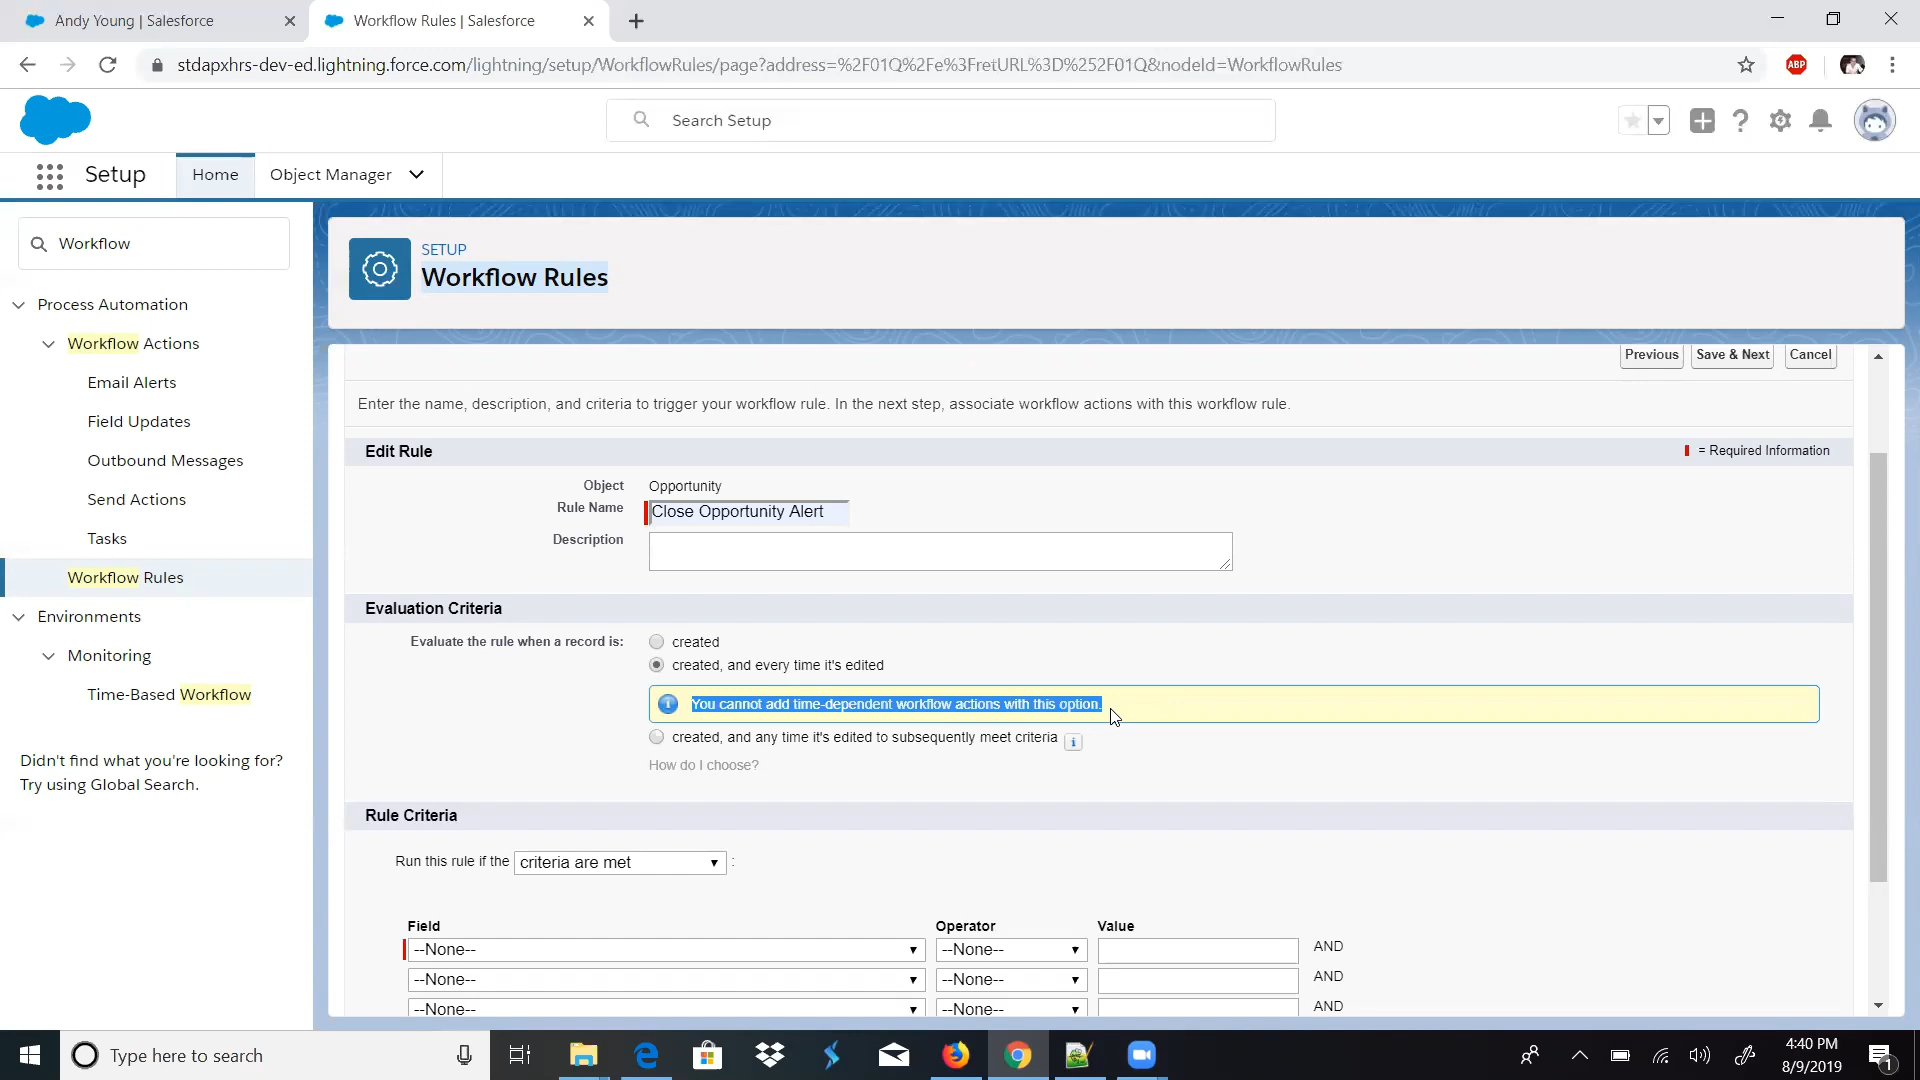 Andy Young | Salesforce
Workflow Rules | Salesforce
stdapxhrs-dev-ed.lightning.force.com/lightning/setup/WorkflowRules/page?address=%2F01Q%2Fe%3FretURL%3D%252F01Q&nodeId=WorkflowRules
ABP
Search Setup
Setup
Home
Object Manager
Workflow
Process Automation
Workflow Actions
Email Alerts
Field Updates
Outbound Messages
Send Actions
Tasks
Workflow Rules
Environments
Monitoring
Time-Based Workflow
Didn't find what you're looking for?
Try using Global Search.
SETUP
Workflow Rules
Previous
Save & Next
Cancel
Enter the name, description, and criteria to trigger your workflow rule. In the next step, associate workflow actions with this workflow rule.
Edit Rule
= Required Information
Object Opportunity
Rule Name Close Opportunity Alert
Description
Evaluation Criteria
Evaluate the rule when a record is: created
created, and every time it's edited
You cannot add time-dependent workflow actions with this option.
created, and any time it's edited to subsequently meet criteria
How do I choose?
Rule Criteria
Run this rule if the criteria are met :
Field Operator Value
--None-- --None-- AND
--None-- --None-- AND
--None-- --None-- AND
Type here to search
4:40 PM
8/9/2019
1